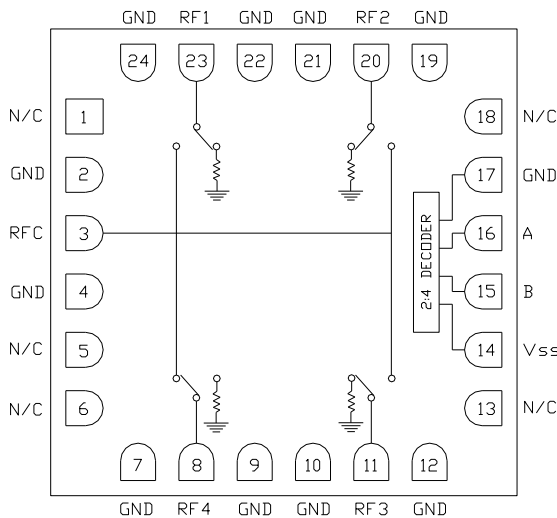 GND RF1 GND GND RF2 GND
24 23 22 21 20 19
N/C 1 18 N/C
GND 2 17 GND
RFC 3 16 A
GND 4 15 B
2:4 DECODER
N/C 5 14 Vss
N/C 6 13 N/C
7 8 9 10 11 12
GND RF4 GND GND RF3 GND